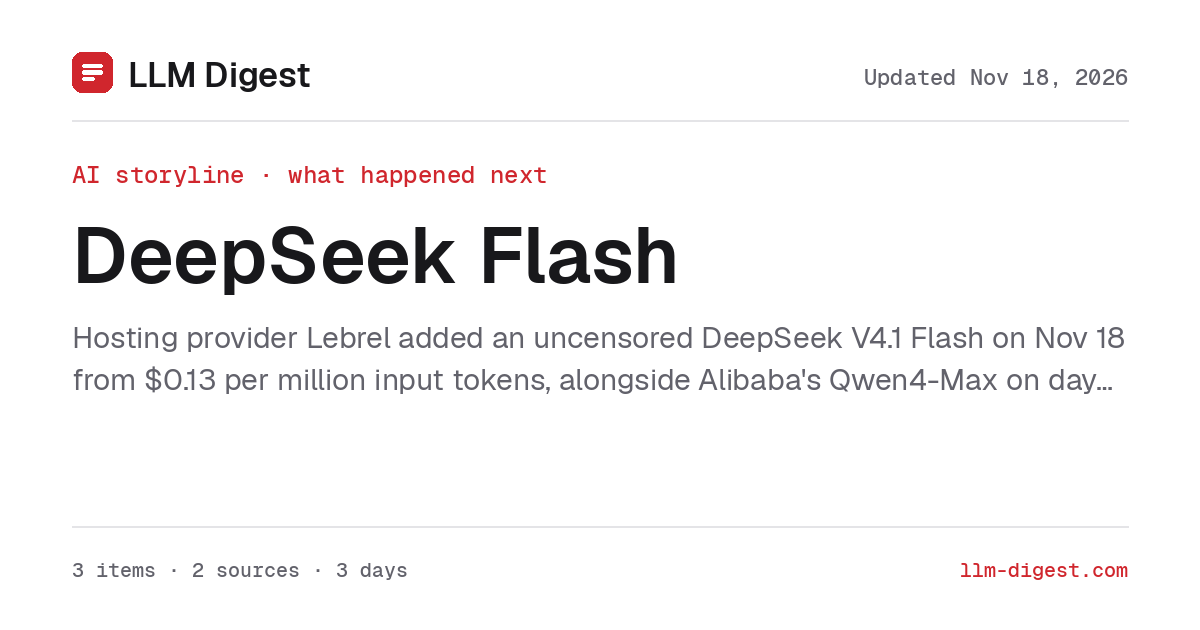 LLM Digest
Updated Nov 18, 2026
AI storyline · what happened next
DeepSeek Flash
Hosting provider Lebrel added an uncensored DeepSeek V4.1 Flash on Nov 18
from $0.13 per million input tokens, alongside Alibaba's Qwen4-Max on day…
3 items · 2 sources · 3 days
llm-digest.com